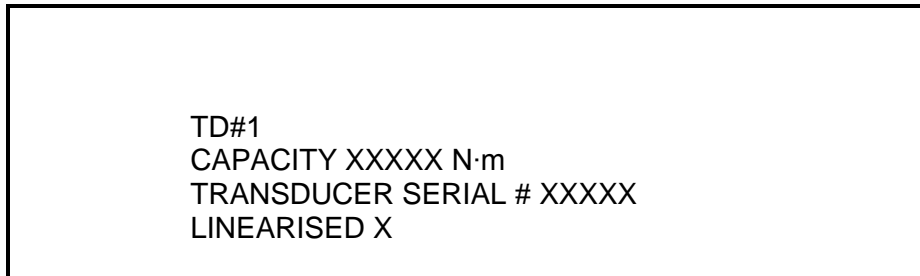 TD#1
CAPACITY XXXXX N·m
TRANSDUCER SERIAL # XXXXX
LINEARISED X